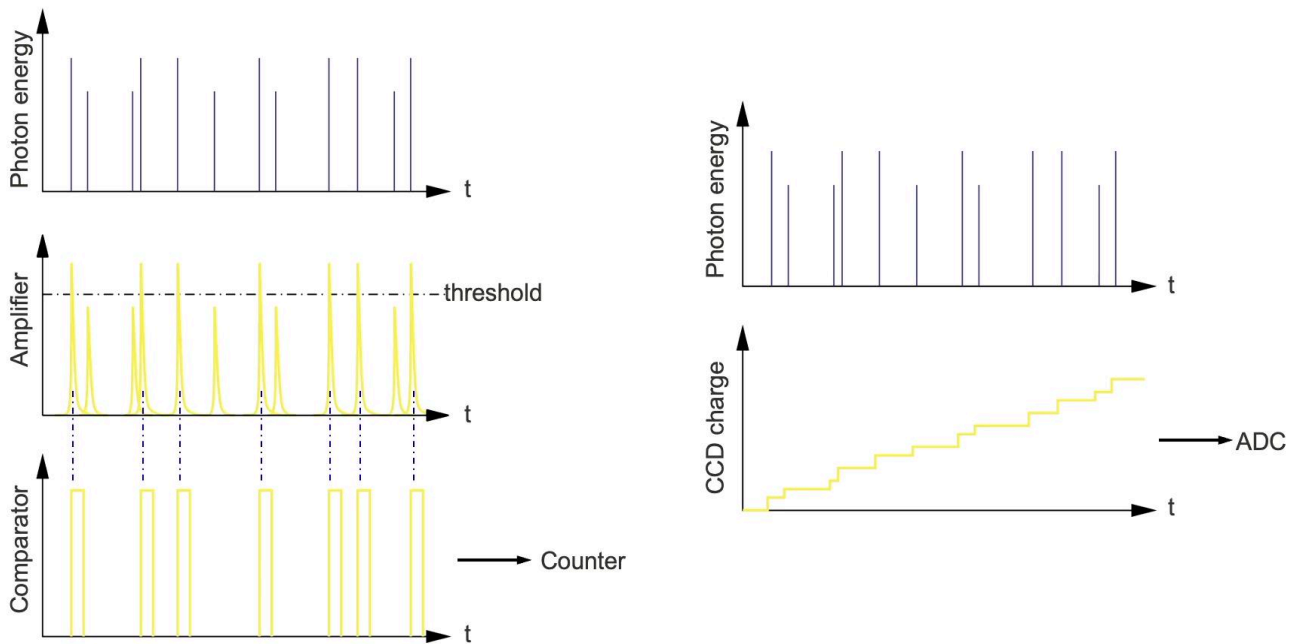 Photon energy
t
Amplifier
threshold
t
Comparator
Counter
t
Photon energy
t
CCD charge
ADC
t